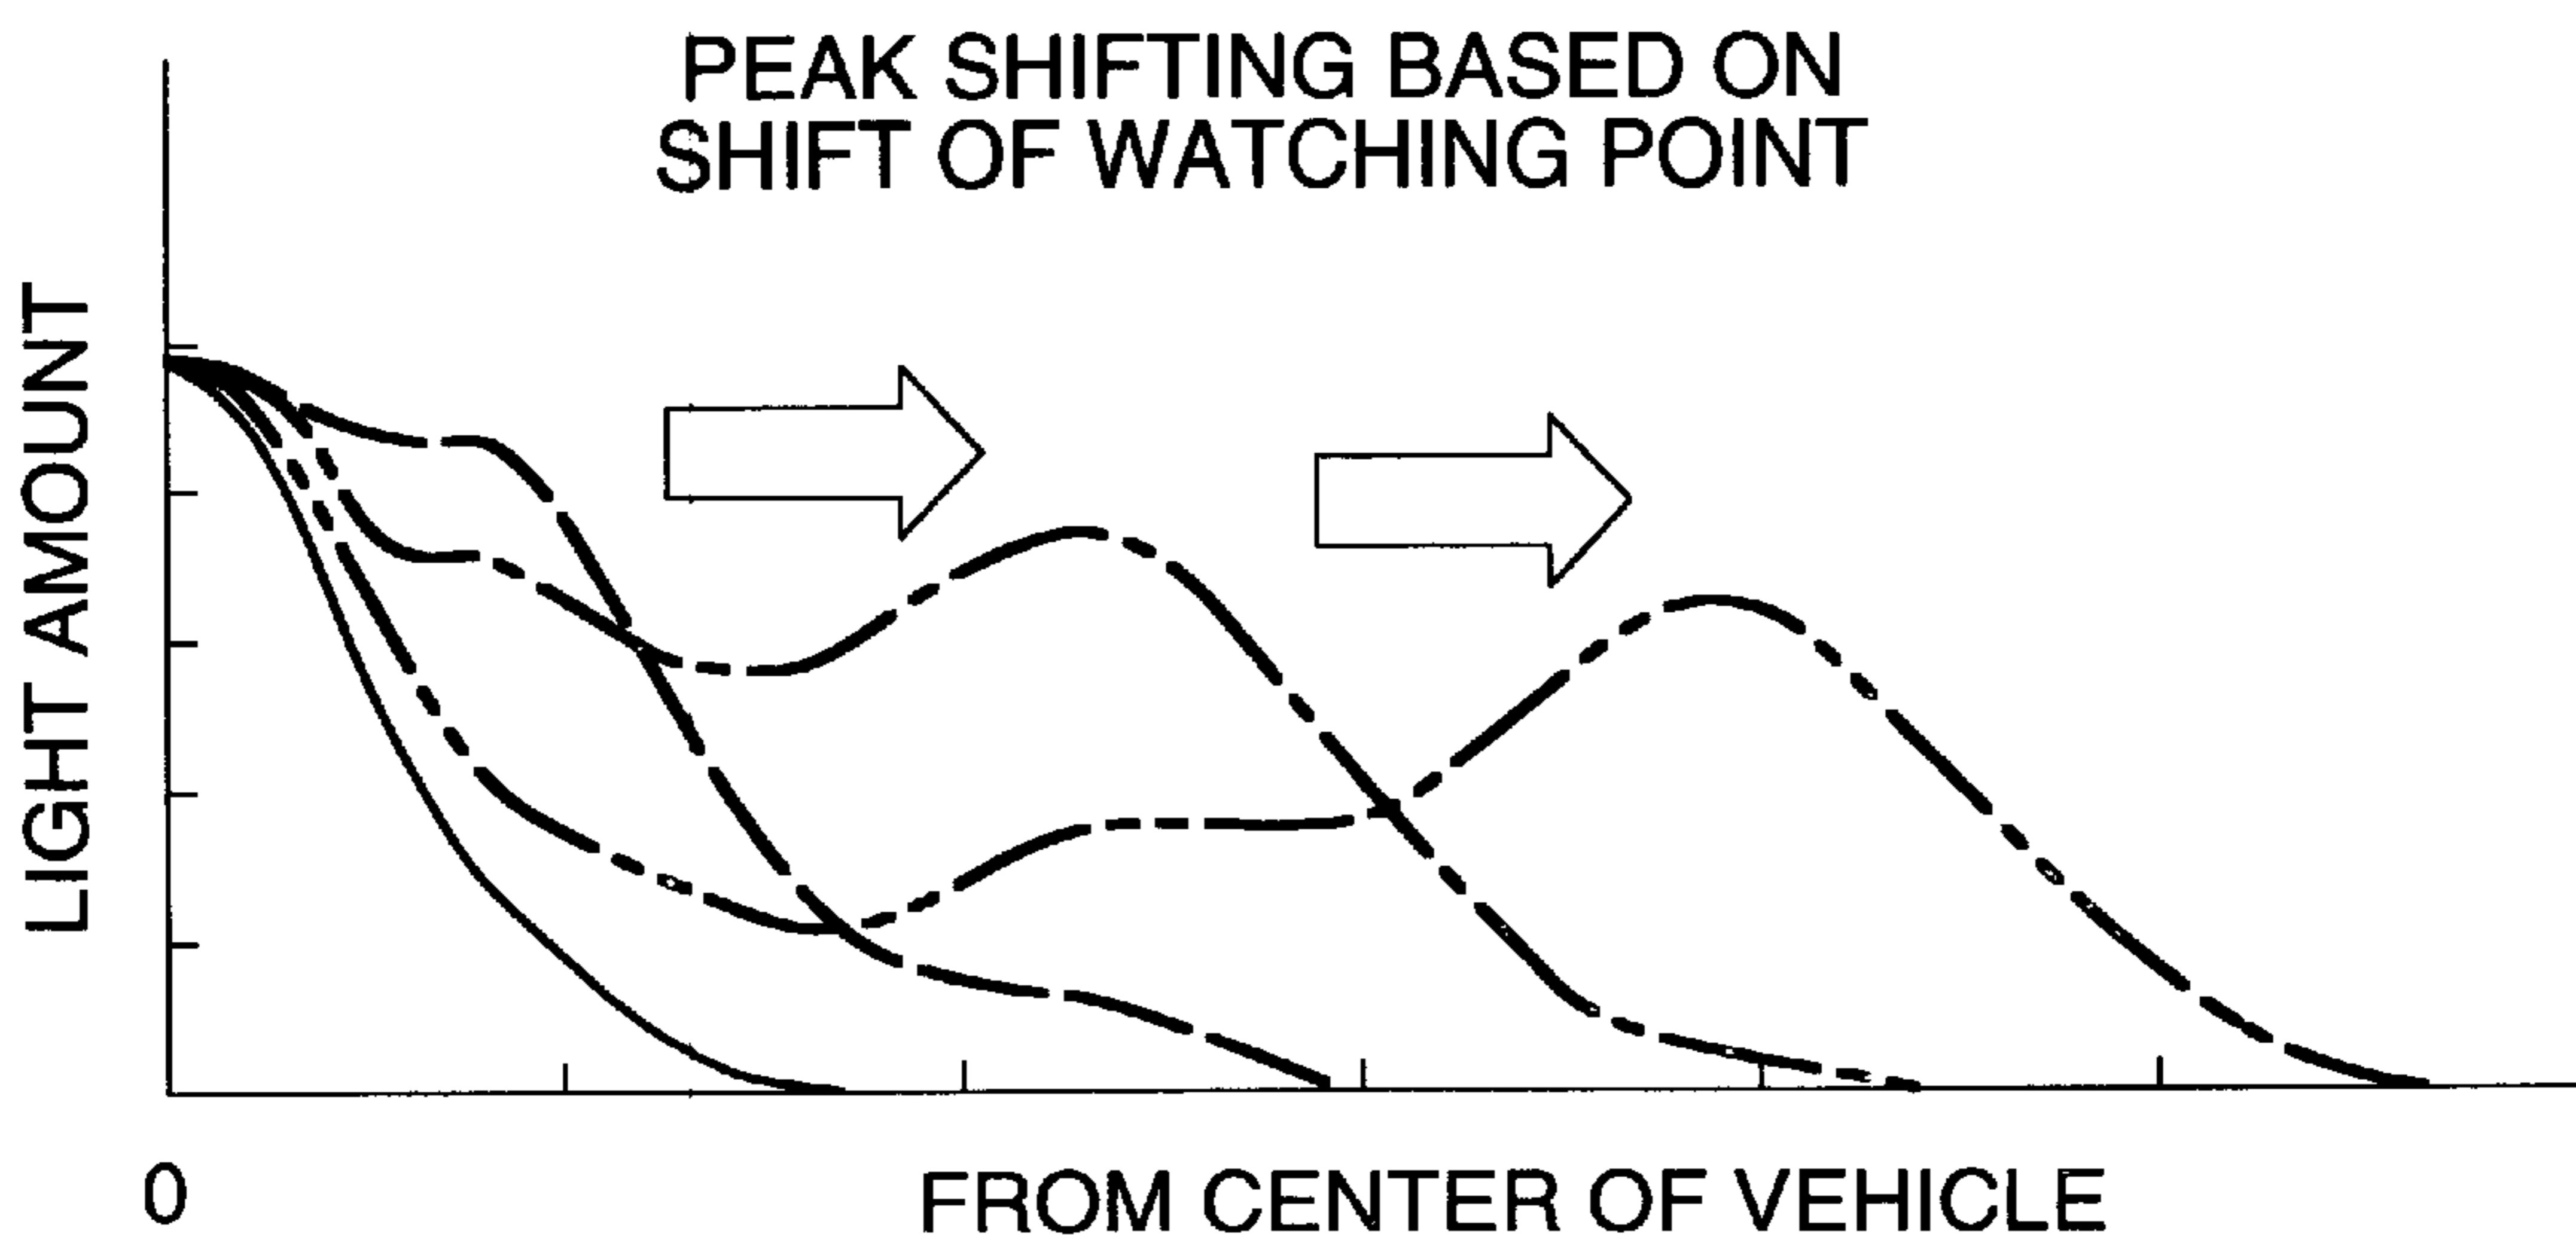 PEAK SHIFTING BASED ON
SHIFT OF WATCHING POINT
LIGHT AMOUNT
0
FROM CENTER OF VEHICLE